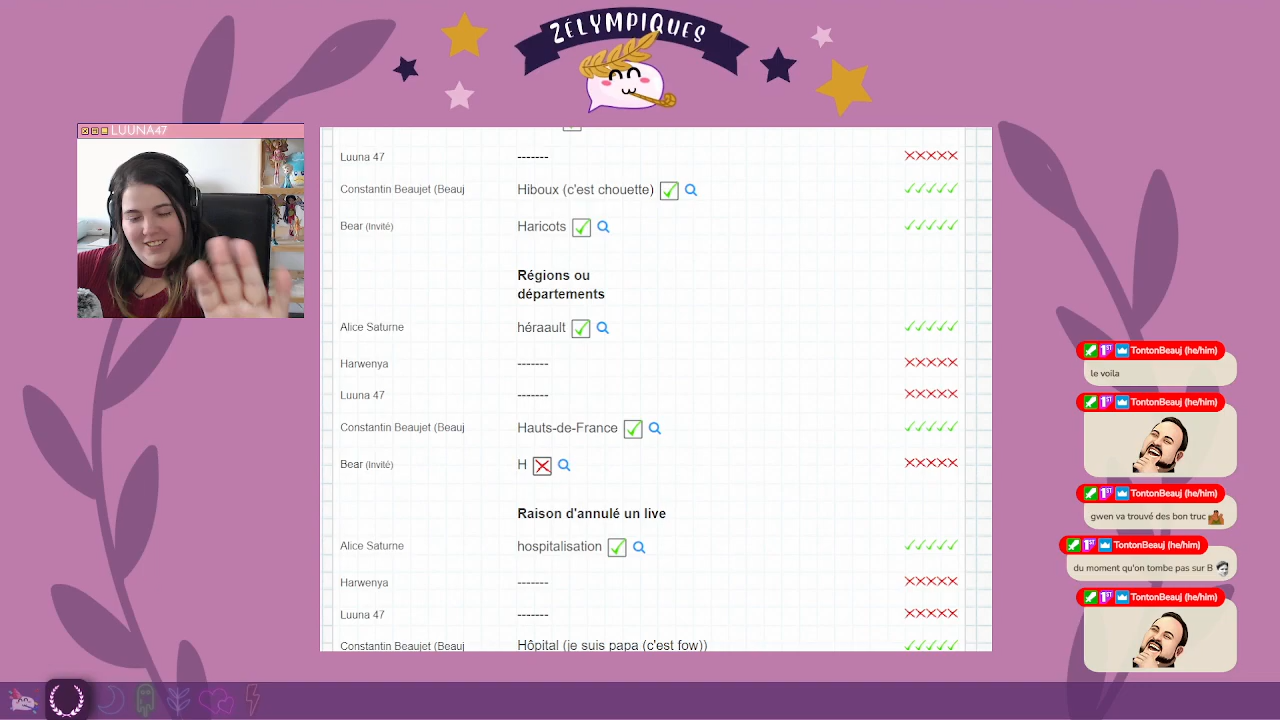 ZÉLYMPIQUES
LUUNA47
Luuna 47 -------
Constantin Beaujet (Beauj Hiboux (c'est chouette)
Bear (Invité) Haricots
Régions ou
départements
Alice Saturne héraault
Harwenya -------
Luuna 47 -------
Constantin Beaujet (Beauj Hauts-de-France
Bear (Invité) H
Raison d'annulé un live
Alice Saturne hospitalisation
Harwenya -------
Luuna 47 -------
Constantin Beaujet (Beauj Hôpital (je suis papa (c'est fow))
TontonBeauj (he/him)
le voila
TontonBeauj (he/him)
TontonBeauj (he/him)
gwen va trouvé des bon truc
TontonBeauj (he/him)
du moment qu'on tombe pas sur B
TontonBeauj (he/him)